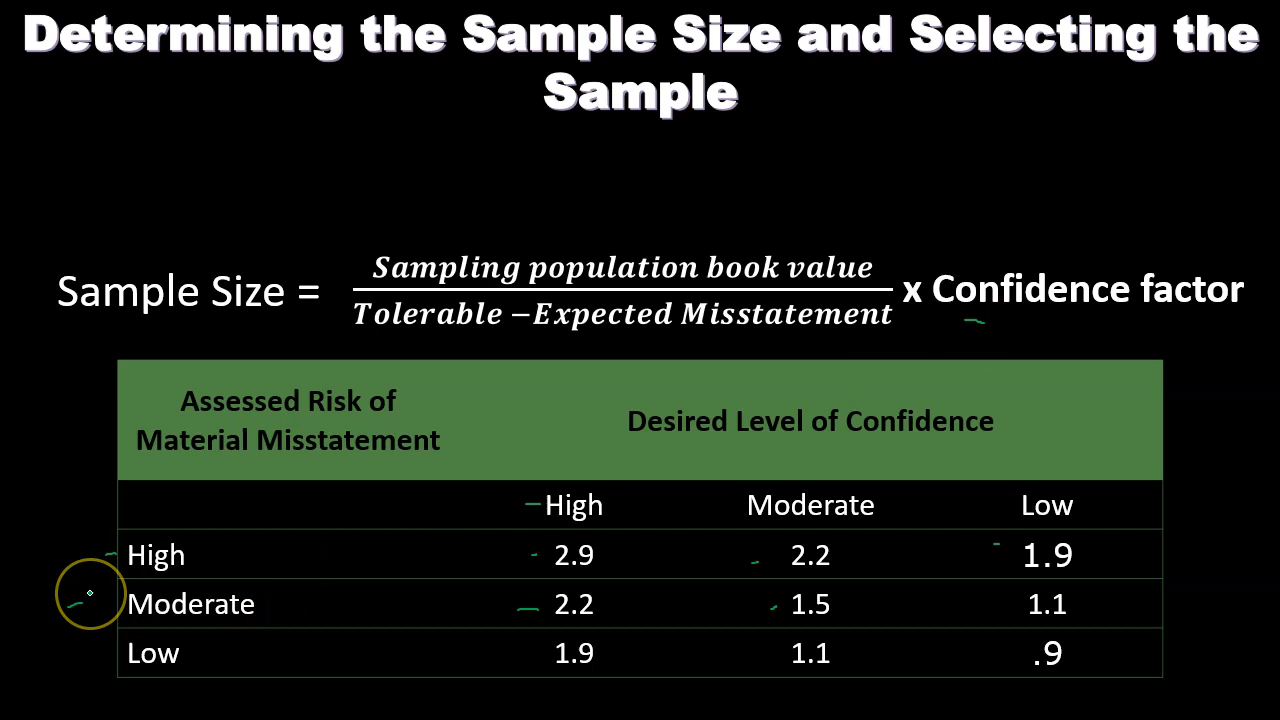 Determining the Sample Size and Selecting the
Sample
Sampling population book value
Sample Size = x Confidence factor
Tolerable −Expected Misstatement
Assessed Risk of
Material Misstatement
Desired Level of Confidence
High Moderate Low
High 2.9 2.2 1.9
Moderate 2.2 1.5 1.1
Low 1.9 1.1 .9